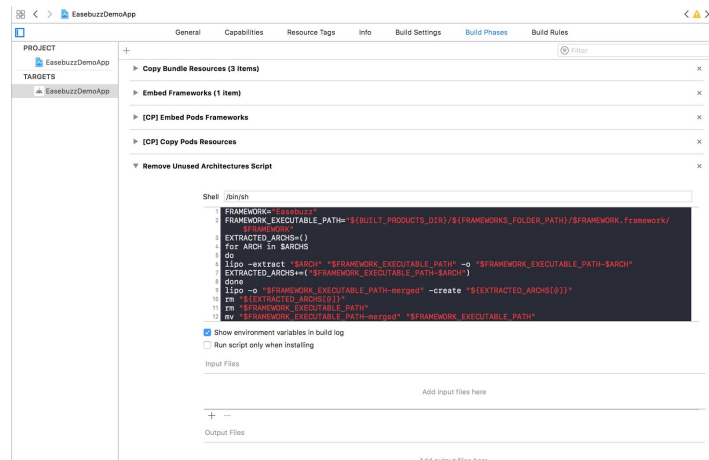 EasebuzzDemoApp
General Capabilities Resource Tags Info Build Settings Build Phases Build Rules
PROJECT
EasebuzzDemoApp
TARGETS
EasebuzzDemoApp
+ Filter
Copy Bundle Resources (3 items) ×
Embed Frameworks (1 item) ×
[CP] Embed Pods Frameworks ×
[CP] Copy Pods Resources ×
Remove Unused Architectures Script ×
Shell /bin/sh
1 FRAMEWORK="Easebuzz"
2 FRAMEWORK_EXECUTABLE_PATH="${BUILT_PRODUCTS_DIR}/${FRAMEWORKS_FOLDER_PATH}/$FRAMEWORK.framework/
$FRAMEWORK"
3 EXTRACTED_ARCHS=()
4 for ARCH in $ARCHS
5 do
6 lipo -extract "$ARCH" "$FRAMEWORK_EXECUTABLE_PATH" -o "$FRAMEWORK_EXECUTABLE_PATH-$ARCH"
7 EXTRACTED_ARCHS+=("$FRAMEWORK_EXECUTABLE_PATH-$ARCH")
8 done
9 lipo -o "$FRAMEWORK_EXECUTABLE_PATH-merged" -create "${EXTRACTED_ARCHS[@]}"
10 rm "${EXTRACTED_ARCHS[@]}"
11 rm "$FRAMEWORK_EXECUTABLE_PATH"
12 mv "$FRAMEWORK_EXECUTABLE_PATH-merged" "$FRAMEWORK_EXECUTABLE_PATH"
Show environment variables in build log
Run script only when installing
Input Files
Add input files here
+ −
Output Files
Add output files here